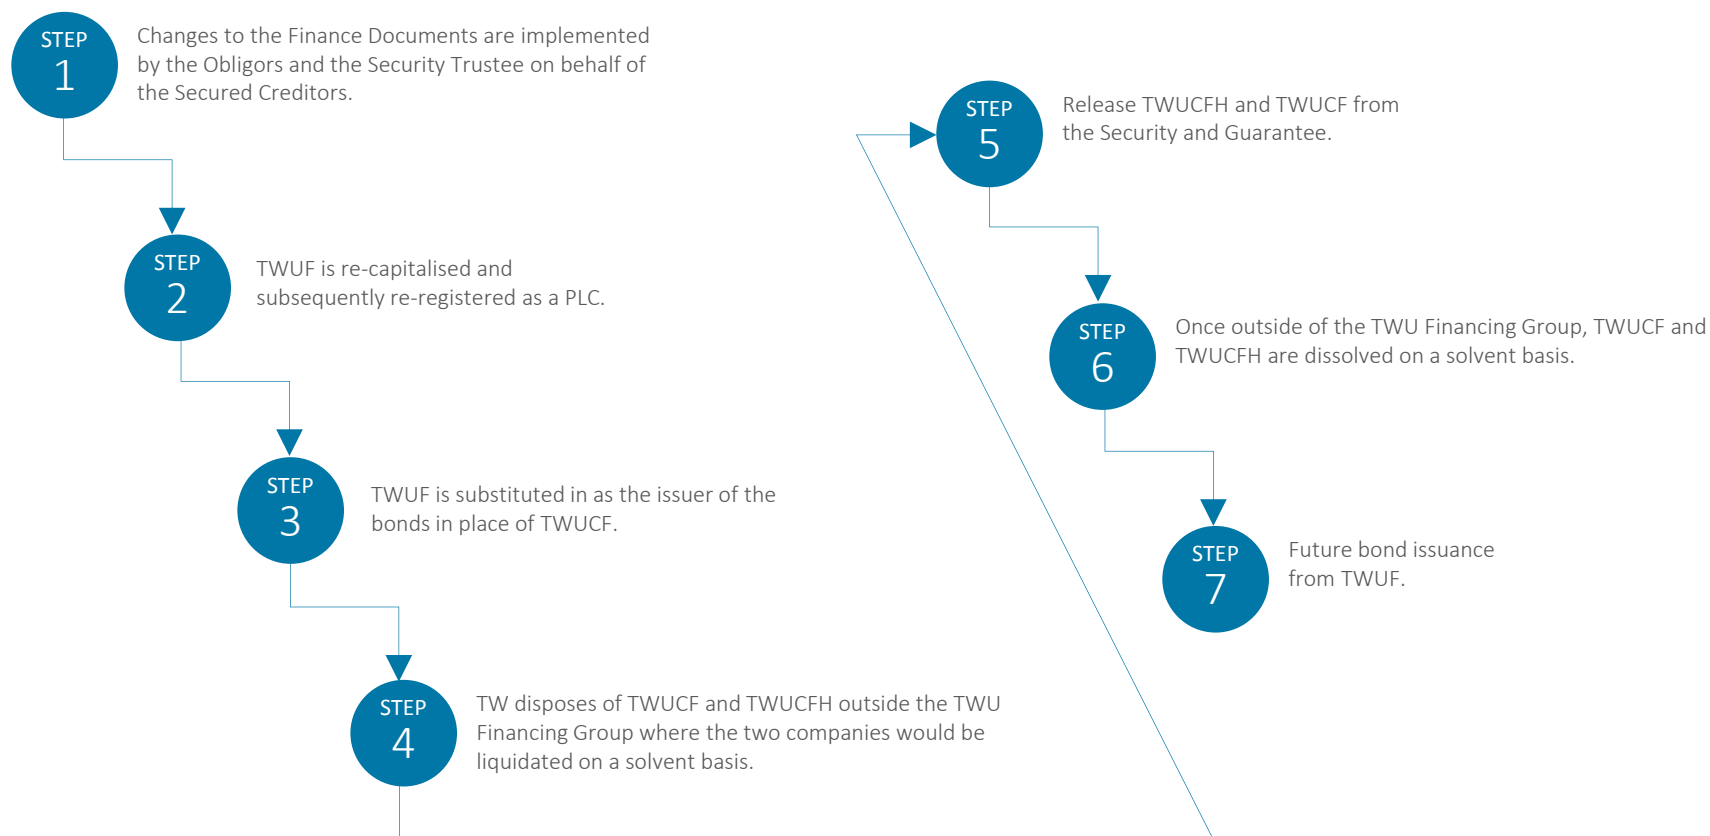 STEP
1
Changes to the Finance Documents are implemented
by the Obligors and the Security Trustee on behalf of
the Secured Creditors.
STEP
2
TWUF is re-capitalised and
subsequently re-registered as a PLC.
STEP
3
TWUF is substituted in as the issuer of the
bonds in place of TWUCF.
STEP
4
TW disposes of TWUCF and TWUCFH outside the TWU
Financing Group where the two companies would be
liquidated on a solvent basis.
STEP
5
Release TWUCFH and TWUCF from
the Security and Guarantee.
STEP
6
Once outside of the TWU Financing Group, TWUCF and
TWUCFH are dissolved on a solvent basis.
STEP
7
Future bond issuance
from TWUF.